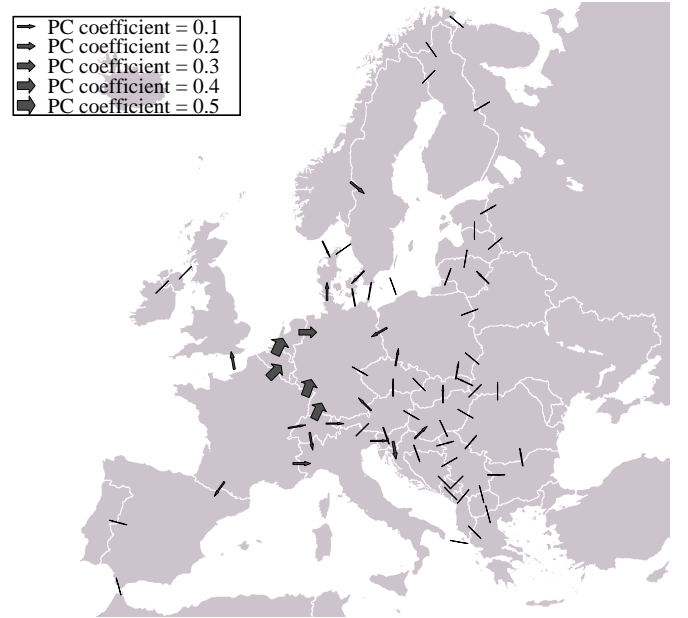 PC coefficient = 0.1
PC coefficient = 0.2
PC coefficient = 0.3
PC coefficient = 0.4
PC coefficient = 0.5